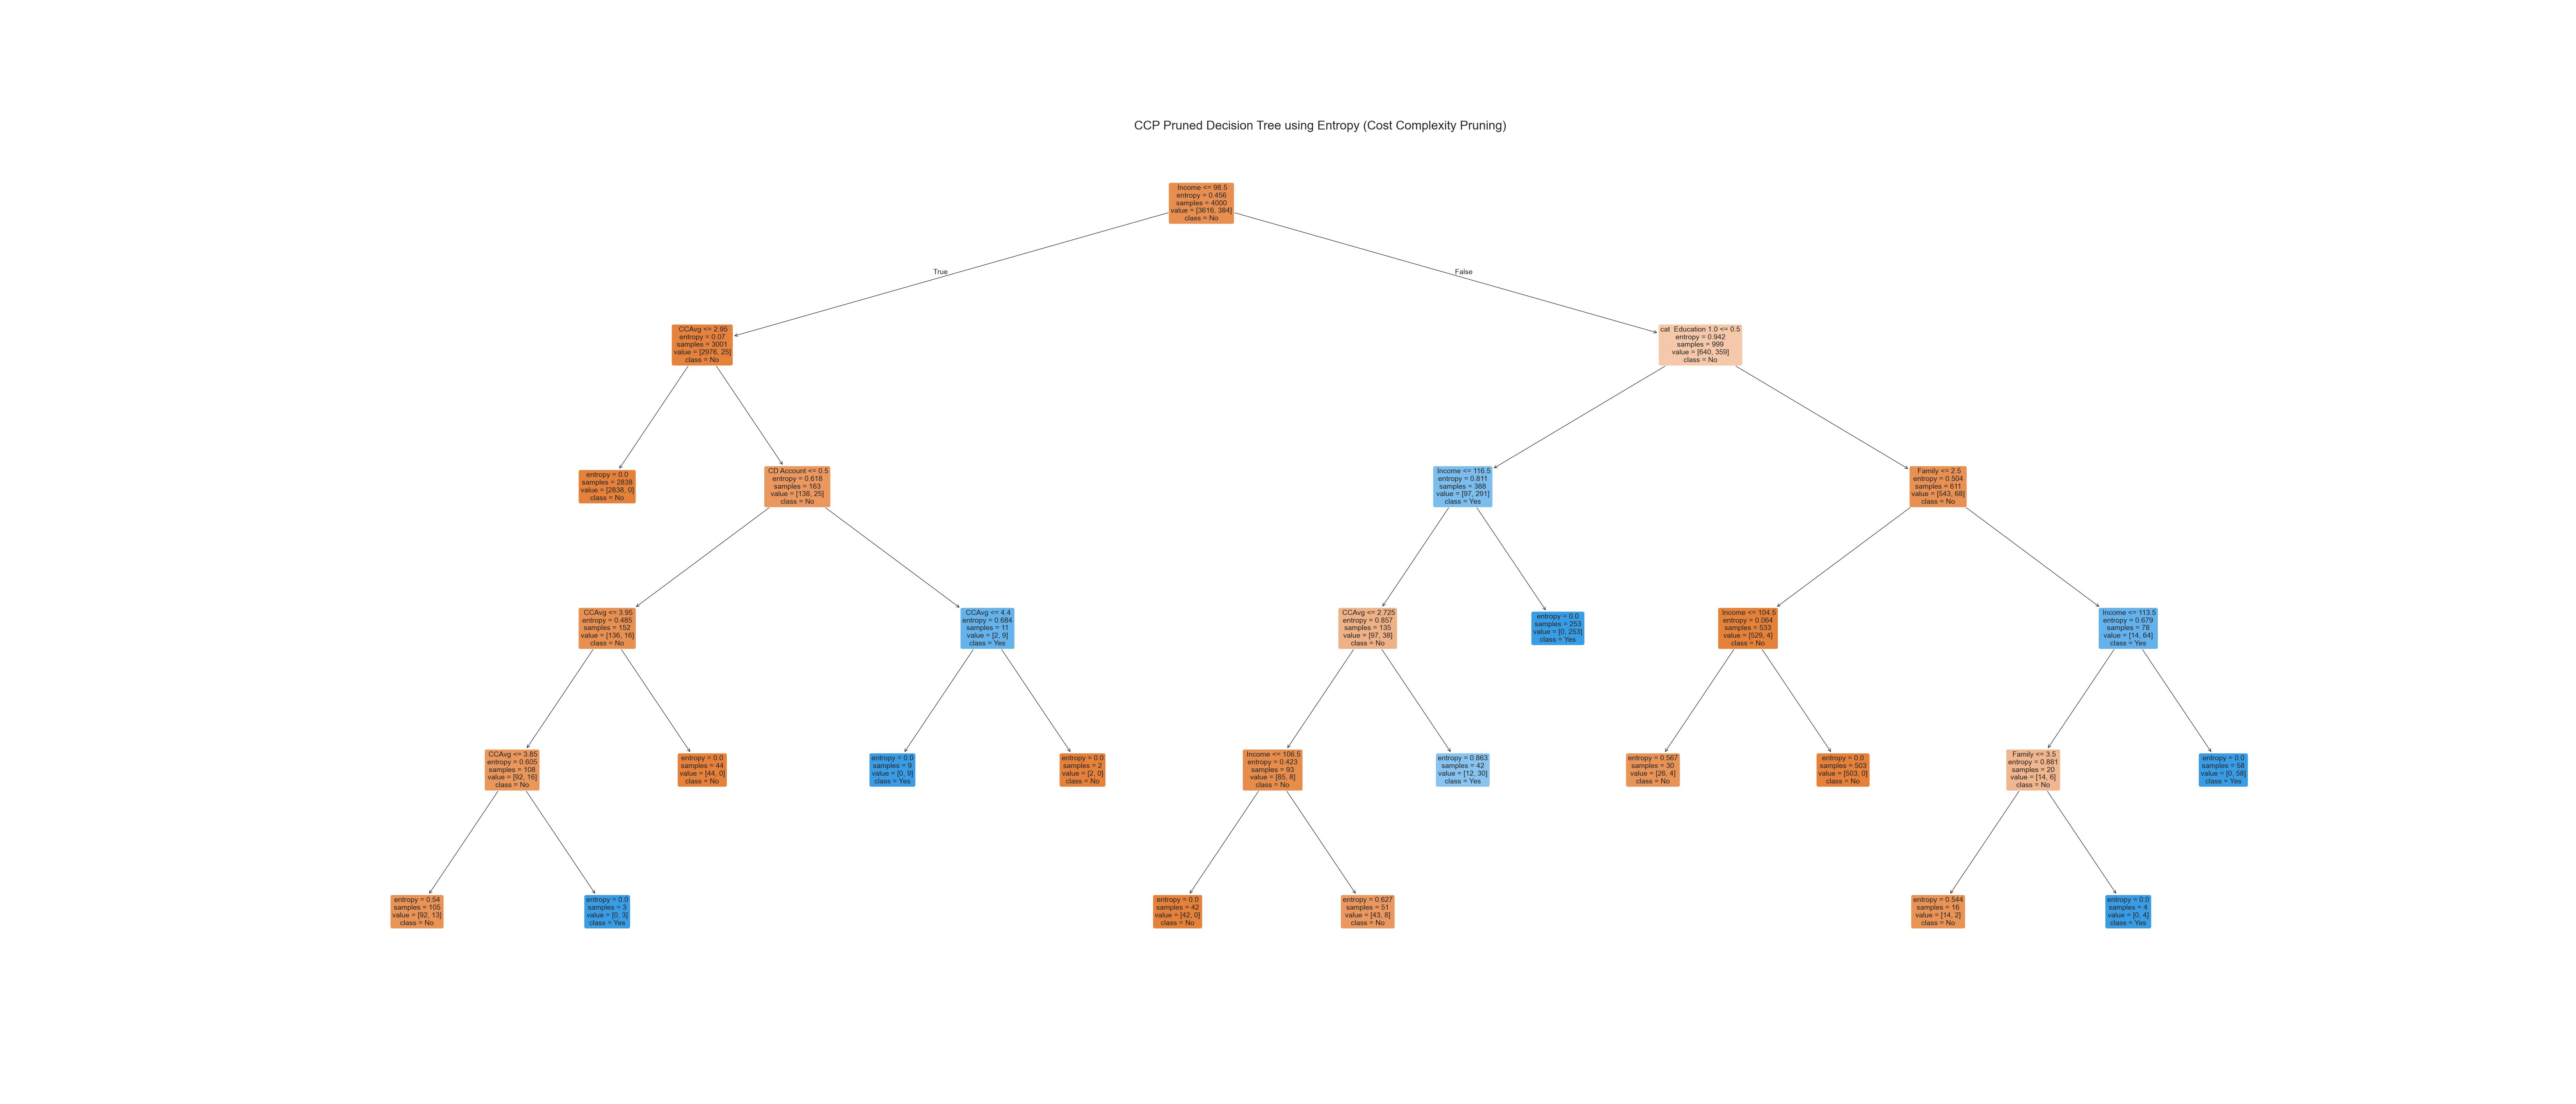 CCP Pruned Decision Tree using Entropy (Cost Complexity Pruning)
Income <= 98.5
entropy = 0.456
samples = 4000
value = [3616, 384]
class = No
True
False
CCAvg <= 2.95
entropy = 0.07
samples = 3001
value = [2976, 25]
class = No
cat  Education 1.0 <= 0.5
entropy = 0.942
samples = 999
value = [640, 359]
class = No
entropy = 0.0
samples = 2838
value = [2838, 0]
class = No
CD Account <= 0.5
entropy = 0.618
samples = 163
value = [138, 25]
class = No
Income <= 116.5
entropy = 0.811
samples = 388
value = [97, 291]
class = Yes
Family <= 2.5
entropy = 0.504
samples = 611
value = [543, 68]
class = No
CCAvg <= 3.95
entropy = 0.485
samples = 152
value = [136, 16]
class = No
CCAvg <= 4.4
entropy = 0.684
samples = 11
value = [2, 9]
class = Yes
CCAvg <= 2.725
entropy = 0.857
samples = 135
value = [97, 38]
class = No
entropy = 0.0
samples = 253
value = [0, 253]
class = Yes
Income <= 104.5
entropy = 0.064
samples = 533
value = [529, 4]
class = No
Income <= 113.5
entropy = 0.679
samples = 78
value = [14, 64]
class = Yes
CCAvg <= 3.85
entropy = 0.605
samples = 108
value = [92, 16]
class = No
entropy = 0.0
samples = 44
value = [44, 0]
class = No
entropy = 0.0
samples = 9
value = [0, 9]
class = Yes
entropy = 0.0
samples = 2
value = [2, 0]
class = No
Income <= 106.5
entropy = 0.423
samples = 93
value = [85, 8]
class = No
entropy = 0.863
samples = 42
value = [12, 30]
class = Yes
entropy = 0.567
samples = 30
value = [26, 4]
class = No
entropy = 0.0
samples = 503
value = [503, 0]
class = No
Family <= 3.5
entropy = 0.881
samples = 20
value = [14, 6]
class = No
entropy = 0.0
samples = 58
value = [0, 58]
class = Yes
entropy = 0.54
samples = 105
value = [92, 13]
class = No
entropy = 0.0
samples = 3
value = [0, 3]
class = Yes
entropy = 0.0
samples = 42
value = [42, 0]
class = No
entropy = 0.627
samples = 51
value = [43, 8]
class = No
entropy = 0.544
samples = 16
value = [14, 2]
class = No
entropy = 0.0
samples = 4
value = [0, 4]
class = Yes